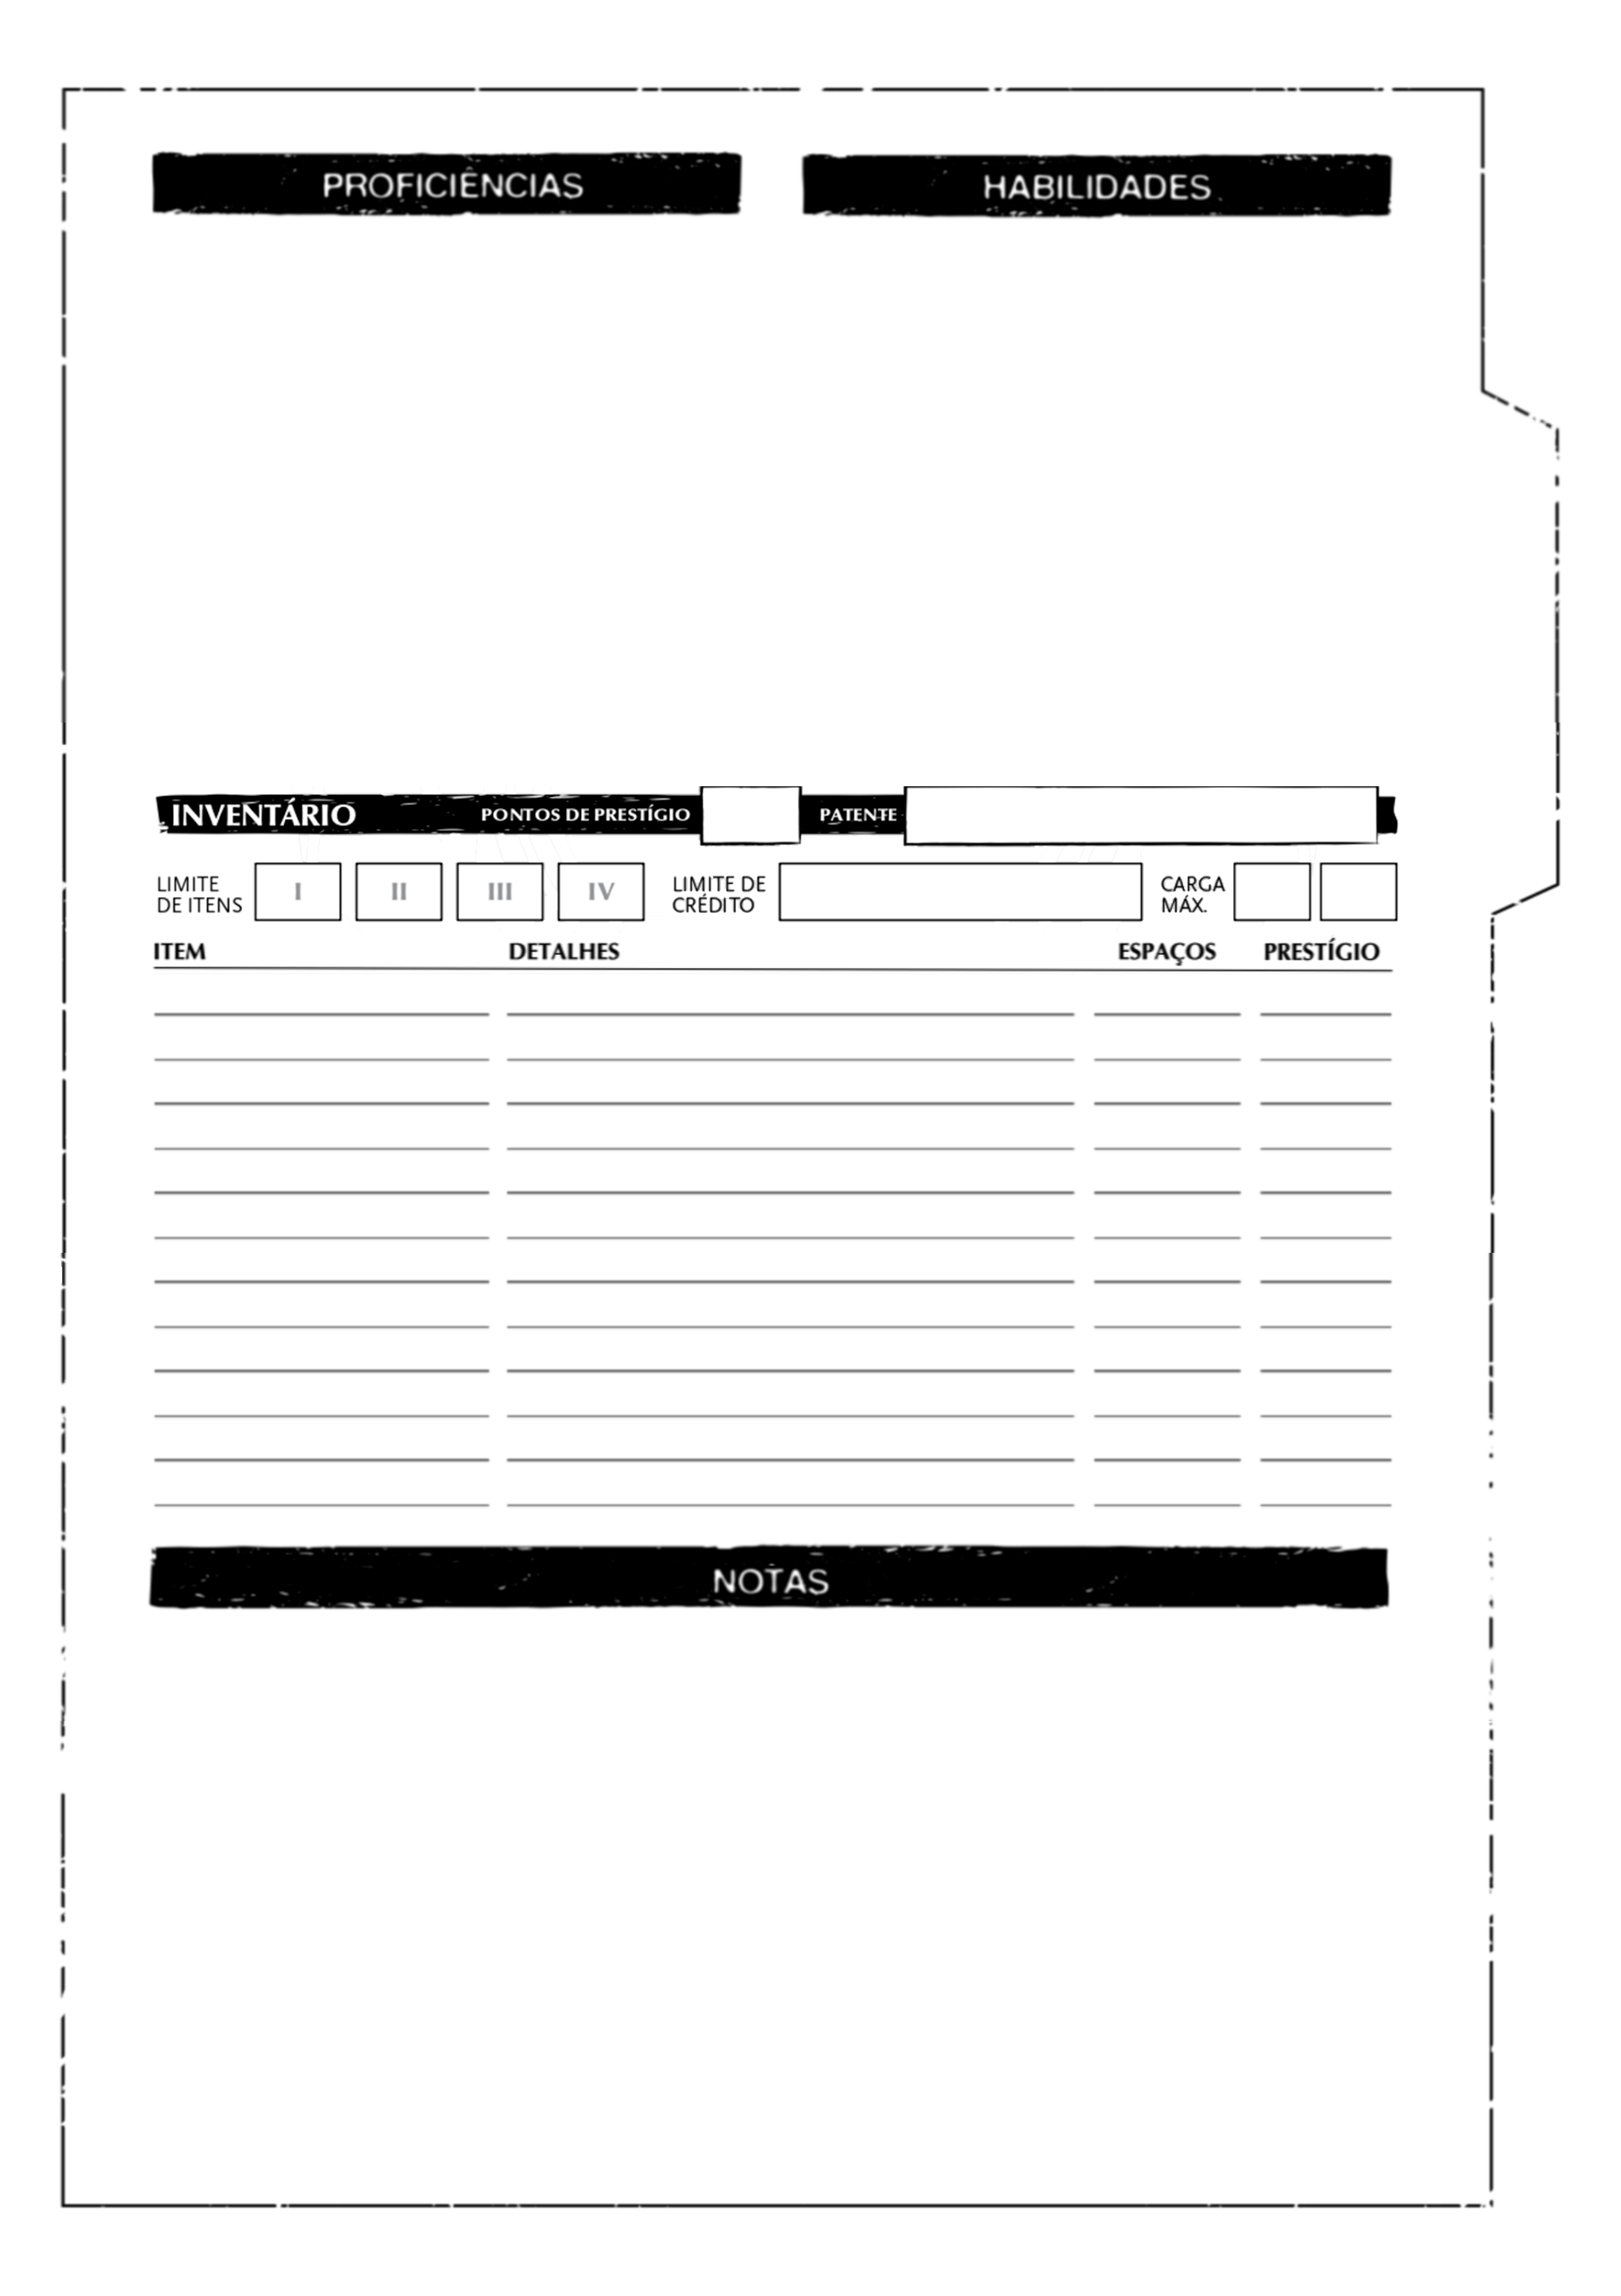 PROFICIÊNCIAS
HABILIDADES
INVENTÁRIO PONTOS DE PRESTÍGIO PATENTE
LIMITE
DE ITENS
I II III IV
LIMITE DE
CRÉDITO
CARGA
MÁX.
ITEM DETALHES ESPAÇOS PRESTÍGIO
NOTAS